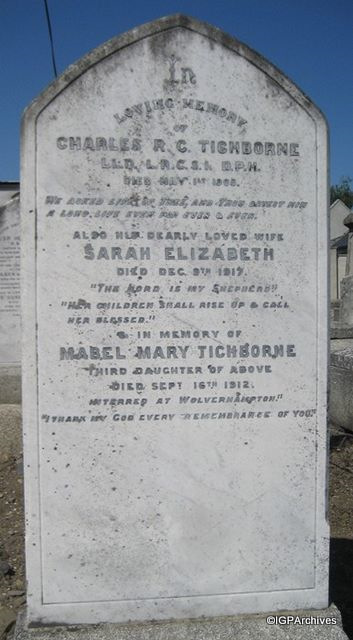 In
LOVING MEMORY
OF
CHARLES R. C. TICHBORNE
LL.D., L.R.C.S.I. D.P.H.
DIED MAY 1ST 1905.
WE ASKED LIFE OF THEE, AND THOU GAVEST HIM
A LONG LIFE EVEN FOR EVER & EVER.
ALSO HIS DEARLY LOVED WIFE
SARAH ELIZABETH
DIED DEC. 9TH 1917.
"THE LORD IS MY SHEPHERD"
"HER CHILDREN SHALL RISE UP & CALL
HER BLESSED."
& IN MEMORY OF
MABEL MARY TICHBORNE
THIRD DAUGHTER OF ABOVE
DIED SEPT 16TH 1912.
INTERRED AT WOLVERHAMPTON."
"I THANK MY GOD EVERY REMEMBRANCE OF YOU."
©IGPArchives